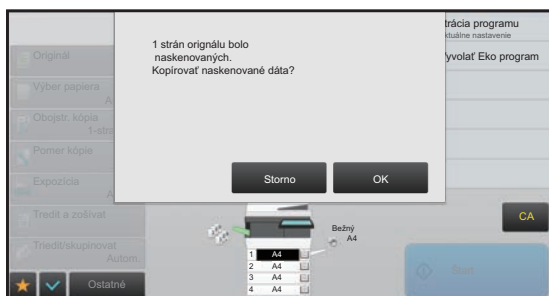 trácia programu
ktuálne nastavenie
yvolať Eko program
1 strán orignálu bolo
naskenovaných.
Kopírovať naskenované dáta?
Storno
OK
Originál
Výber papiera
A
Obojstr. kópia
1-stra
Pomer kópie
Expozícia
A
Triediť a zošívať
Triediť/skupinovať
Autom.
Ostatné
Bežný
A4
1 A4
2 A4
3 A4
4 A4
CA
Štart